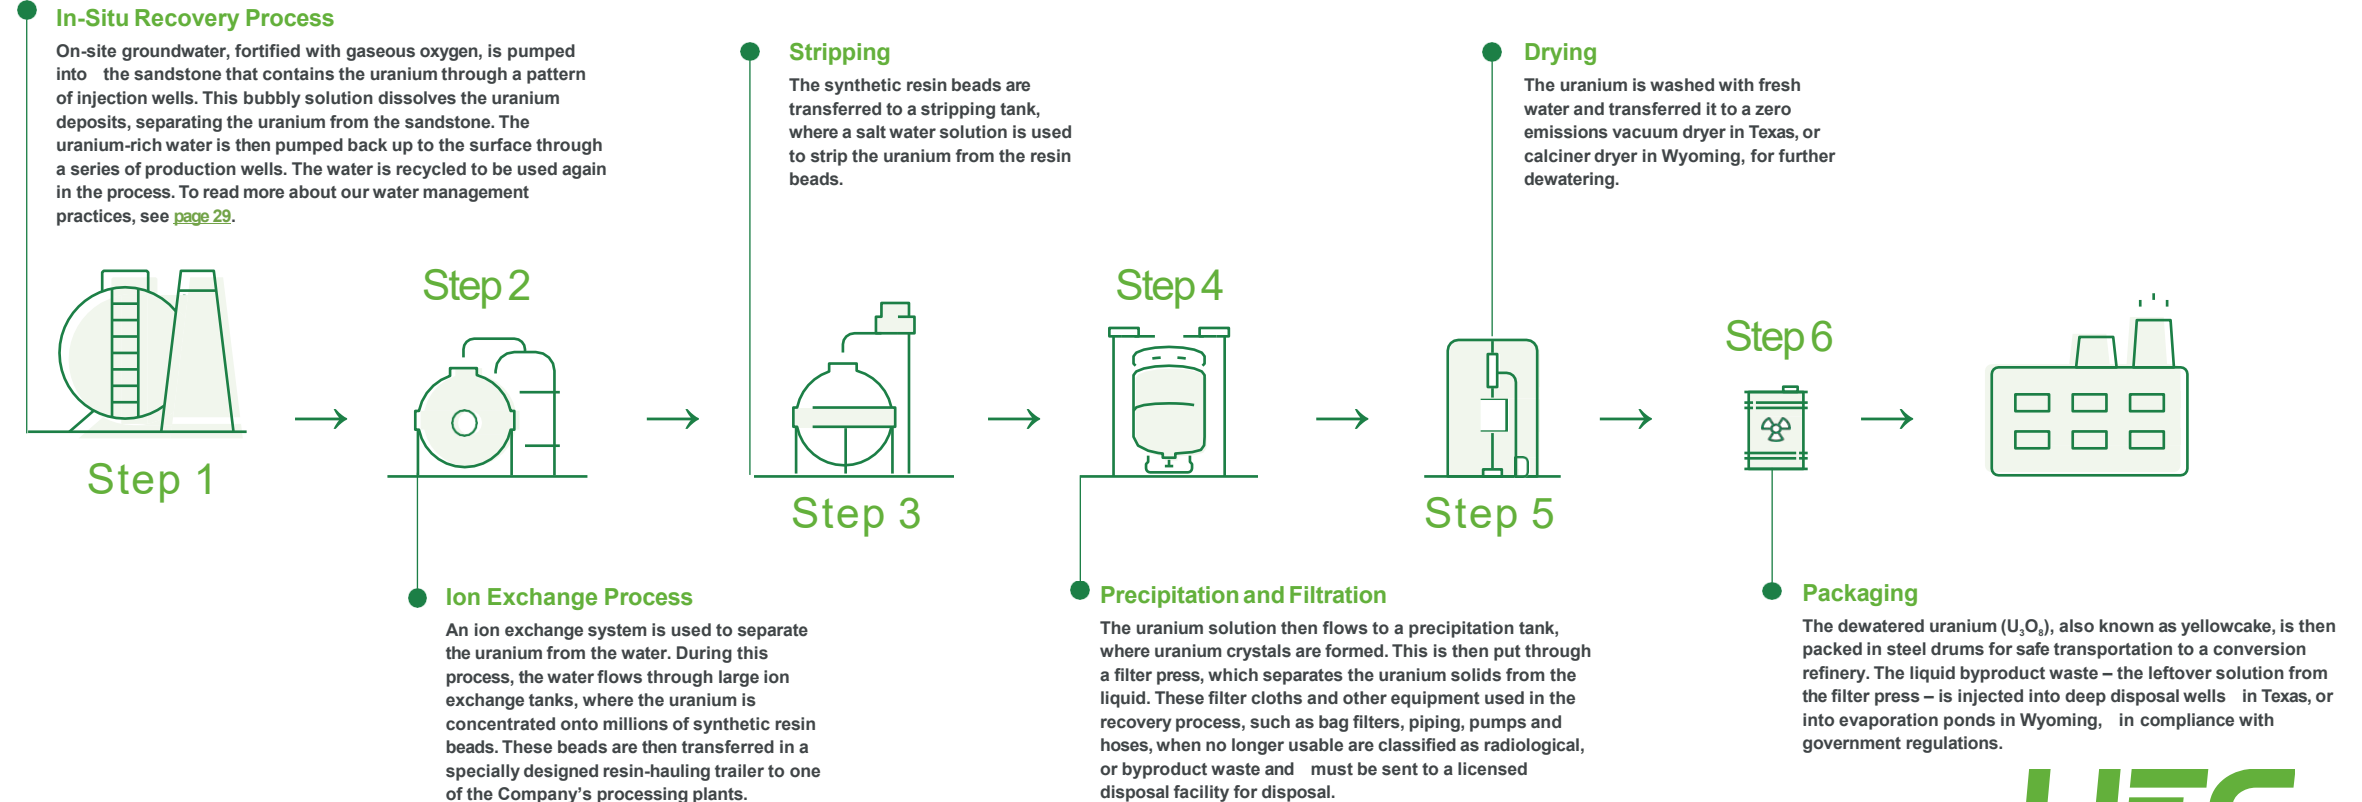 In-Situ Recovery Process
On-site groundwater, fortified with gaseous oxygen, is pumped
into the sandstone that contains the uranium through a pattern
of injection wells. This bubbly solution dissolves the uranium
deposits, separating the uranium from the sandstone. The
uranium-rich water is then pumped back up to the surface through
a series of production wells. The water is recycled to be used again
in the process. To read more about our water management
practices, see page 29.
Step 1
Step 2
Ion Exchange Process
An ion exchange system is used to separate
the uranium from the water. During this
process, the water flows through large ion
exchange tanks, where the uranium is
concentrated onto millions of synthetic resin
beads. These beads are then transferred in a
specially designed resin-hauling trailer to one
of the Company's processing plants.
Stripping
The synthetic resin beads are
transferred to a stripping tank,
where a salt water solution is used
to strip the uranium from the resin
beads.
Step 3
Step 4
Precipitation and Filtration
The uranium solution then flows to a precipitation tank,
where uranium crystals are formed. This is then put through
a filter press, which separates the uranium solids from the
liquid. These filter cloths and other equipment used in the
recovery process, such as bag filters, piping, pumps and
hoses, when no longer usable are classified as radiological,
or byproduct waste and must be sent to a licensed
disposal facility for disposal.
Drying
The uranium is washed with fresh
water and transferred it to a zero
emissions vacuum dryer in Texas, or
calciner dryer in Wyoming, for further
dewatering.
Step 5
Step 6
Packaging
The dewatered uranium (U₃O₈), also known as yellowcake, is then
packed in steel drums for safe transportation to a conversion
refinery. The liquid byproduct waste – the leftover solution from
the filter press – is injected into deep disposal wells in Texas, or
into evaporation ponds in Wyoming, in compliance with
government regulations.